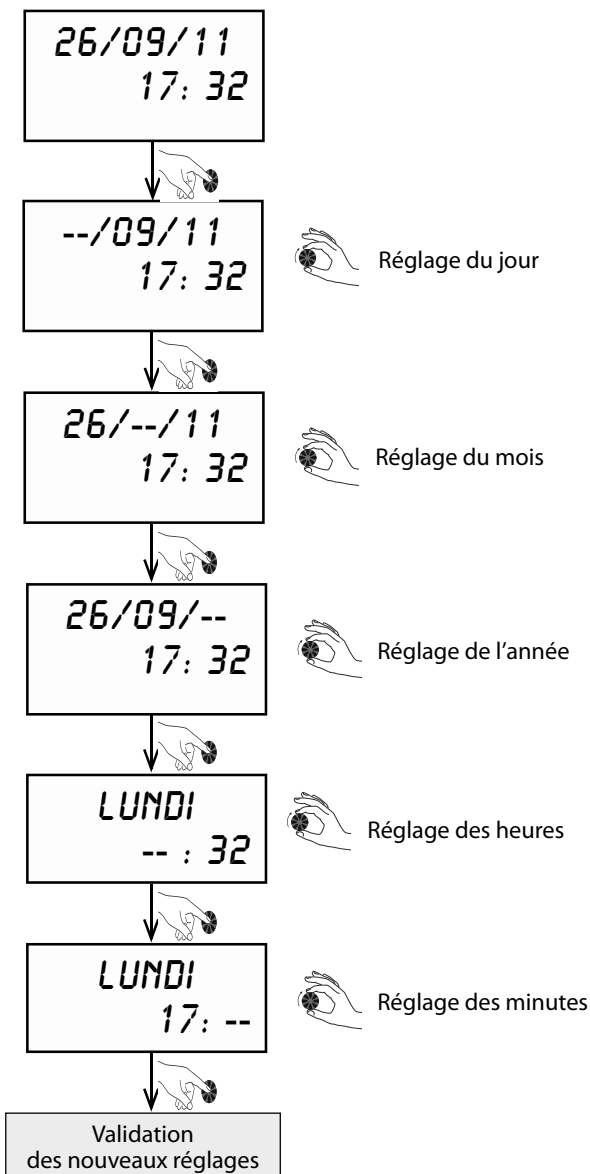 26/09/11
17: 32
--/09/11
17: 32
Réglage du jour
26/--/11
17: 32
Réglage du mois
26/09/--
17: 32
Réglage de l'année
LUNDI
-- : 32
Réglage des heures
LUNDI
17: --
Réglage des minutes
Validation
des nouveaux réglages